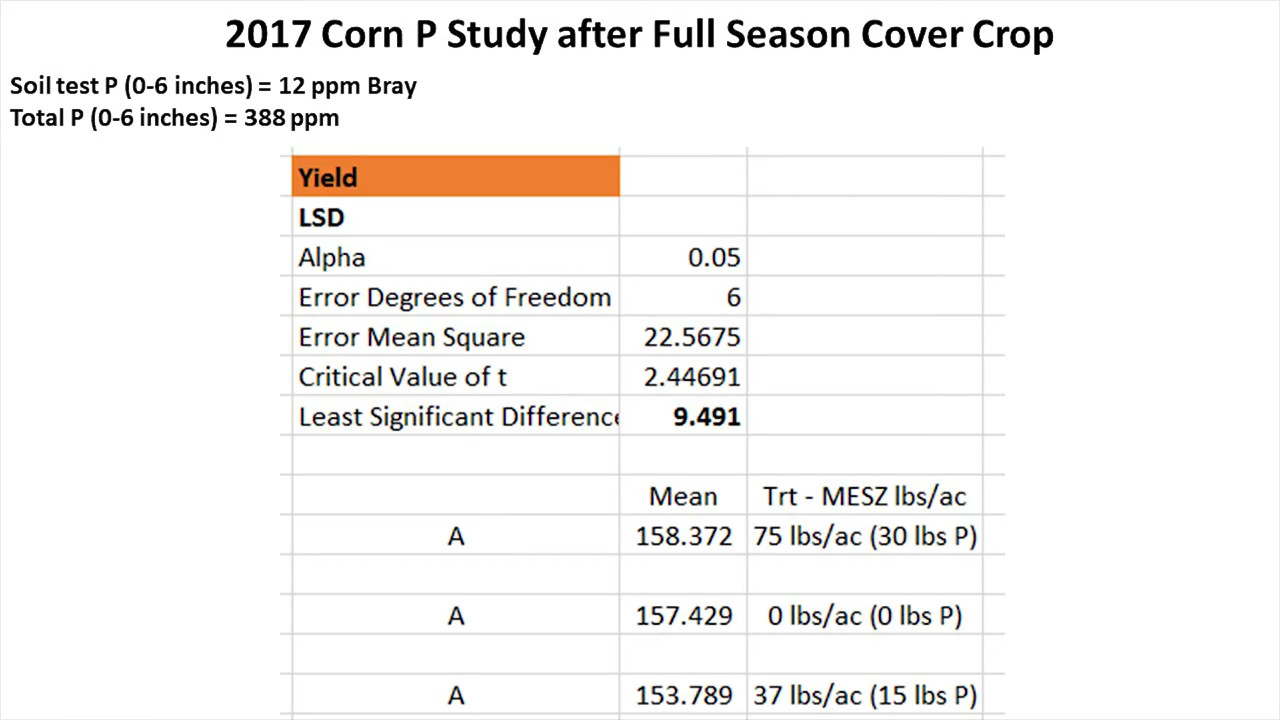 2017 Corn P Study after Full Season Cover Crop
Soil test P (0-6 inches) = 12 ppm Bray
Total P (0-6 inches) = 388 ppm
Yield
LSD
Alpha 0.05
Error Degrees of Freedom 6
Error Mean Square 22.5675
Critical Value of t 2.44691
Least Significant Difference 9.491
Mean Trt - MESZ lbs/ac
A 158.372 75 lbs/ac (30 lbs P)
A 157.429 0 lbs/ac (0 lbs P)
A 153.789 37 lbs/ac (15 lbs P)